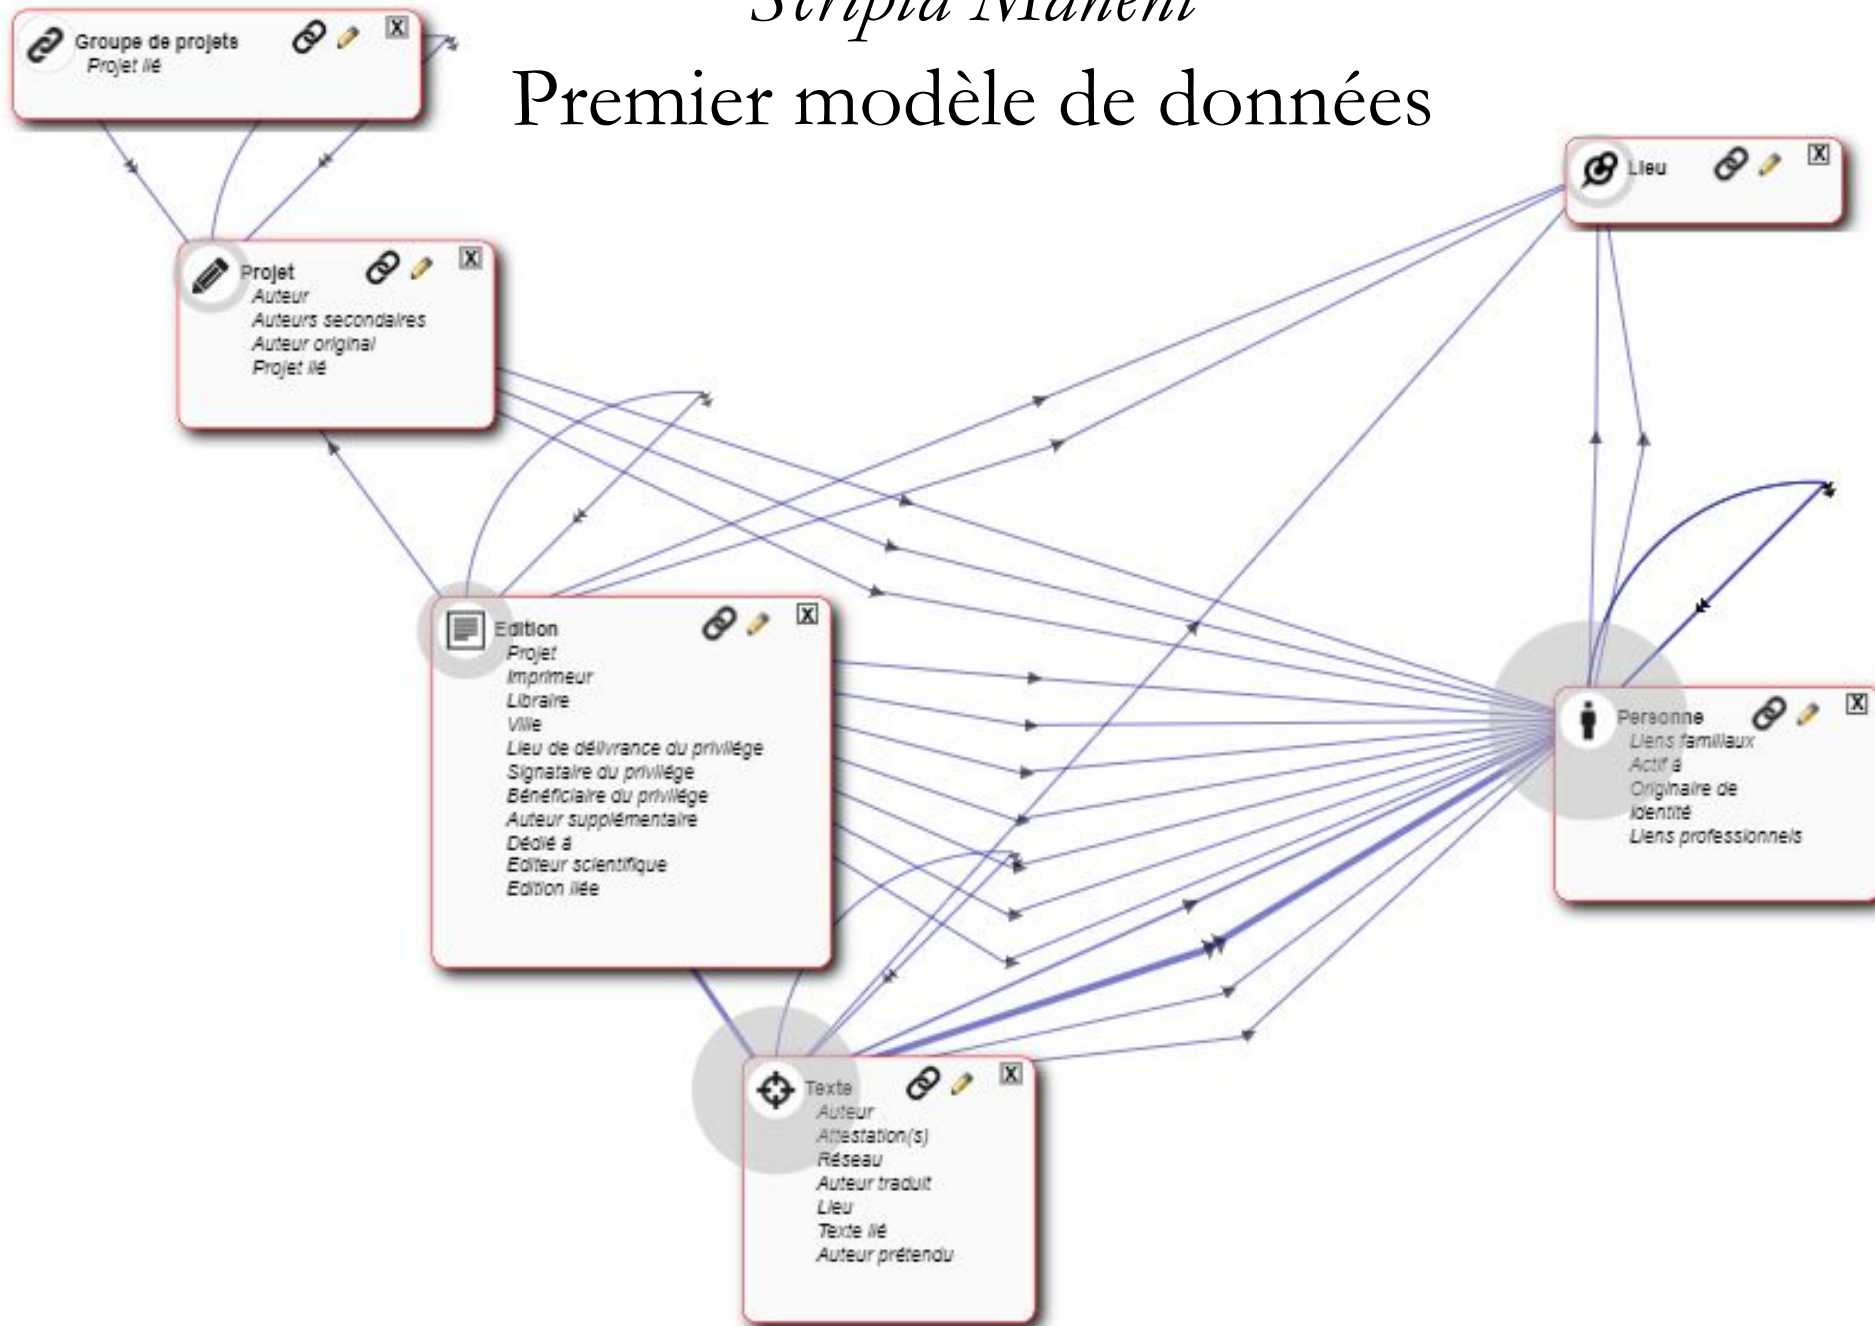 Scripta Manent
Premier modèle de données
Groupe de projets
Projet lié
X
Lieu
X
Projet
X
Auteur
Auteurs secondaires
Auteur original
Projet lié
Edition
X
Projet
Imprimeur
Libraire
Ville
Lieu de délivrance du privilége
Signataire du privilége
Bénéficiaire du privilége
Auteur supplémentaire
Dédié à
Editeur scientifique
Edition liée
Personne
X
Liens familiaux
Actif à
Originaire de
Identité
Liens professionnels
Texte
X
Auteur
Attestation(s)
Réseau
Auteur traduit
Lieu
Texte lié
Auteur prétendu